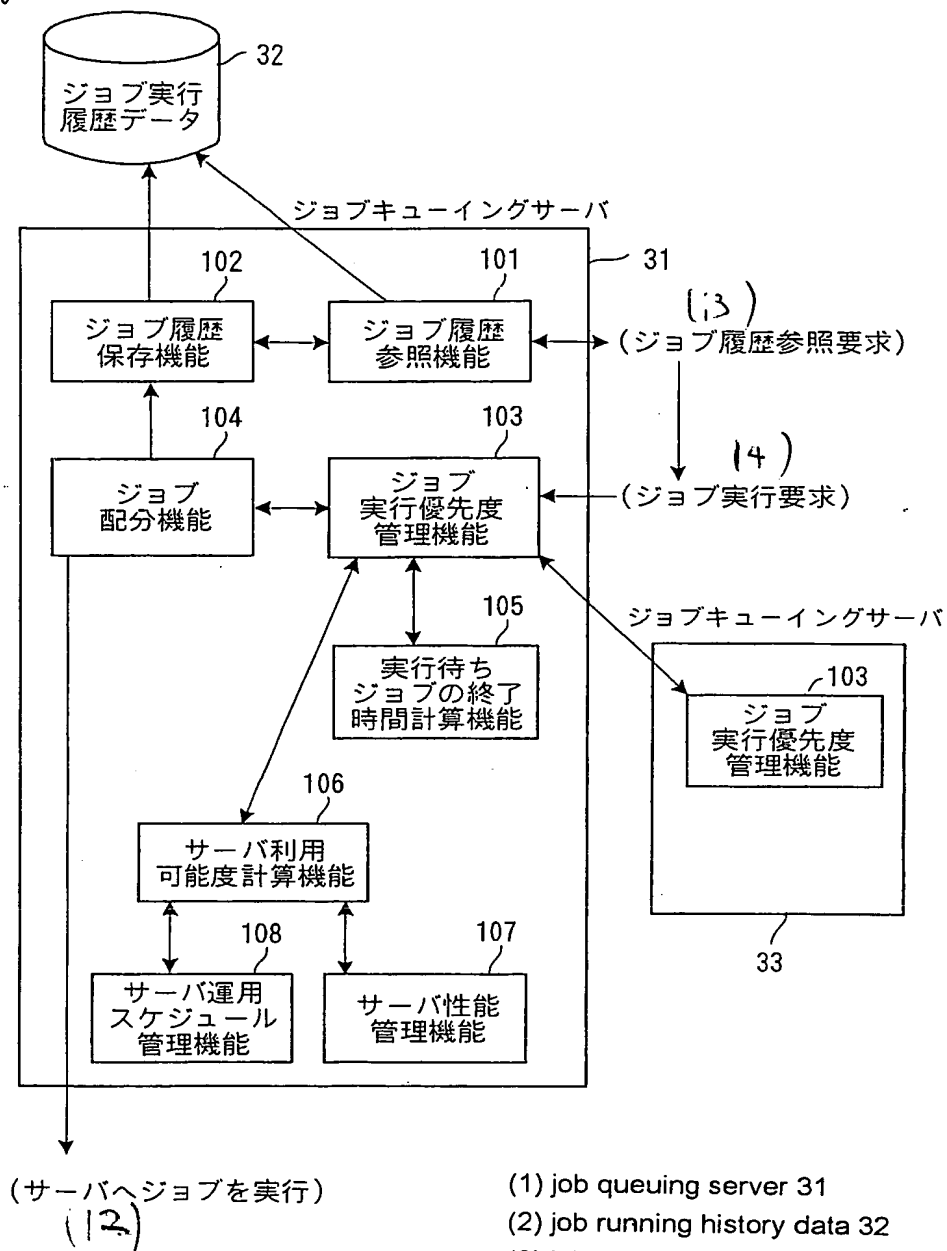 32
ジョブ実行
履歴データ
ジョブキューイングサーバ
31
102
ジョブ履歴
保存機能
101
ジョブ履歴
参照機能
(13)
(ジョブ履歴参照要求)
104
ジョブ
配分機能
103
ジョブ
実行優先度
管理機能
14)
(ジョブ実行要求)
105
実行待ち
ジョブの終了
時間計算機能
ジョブキューイングサーバ
103
ジョブ
実行優先度
管理機能
33
106
サーバ利用
可能度計算機能
108
サーバ運用
スケジュール
管理機能
107
サーバ性能
管理機能
(サーバへジョブを実行)
(12)
(1) job queuing server 31
(2) job running history data 32